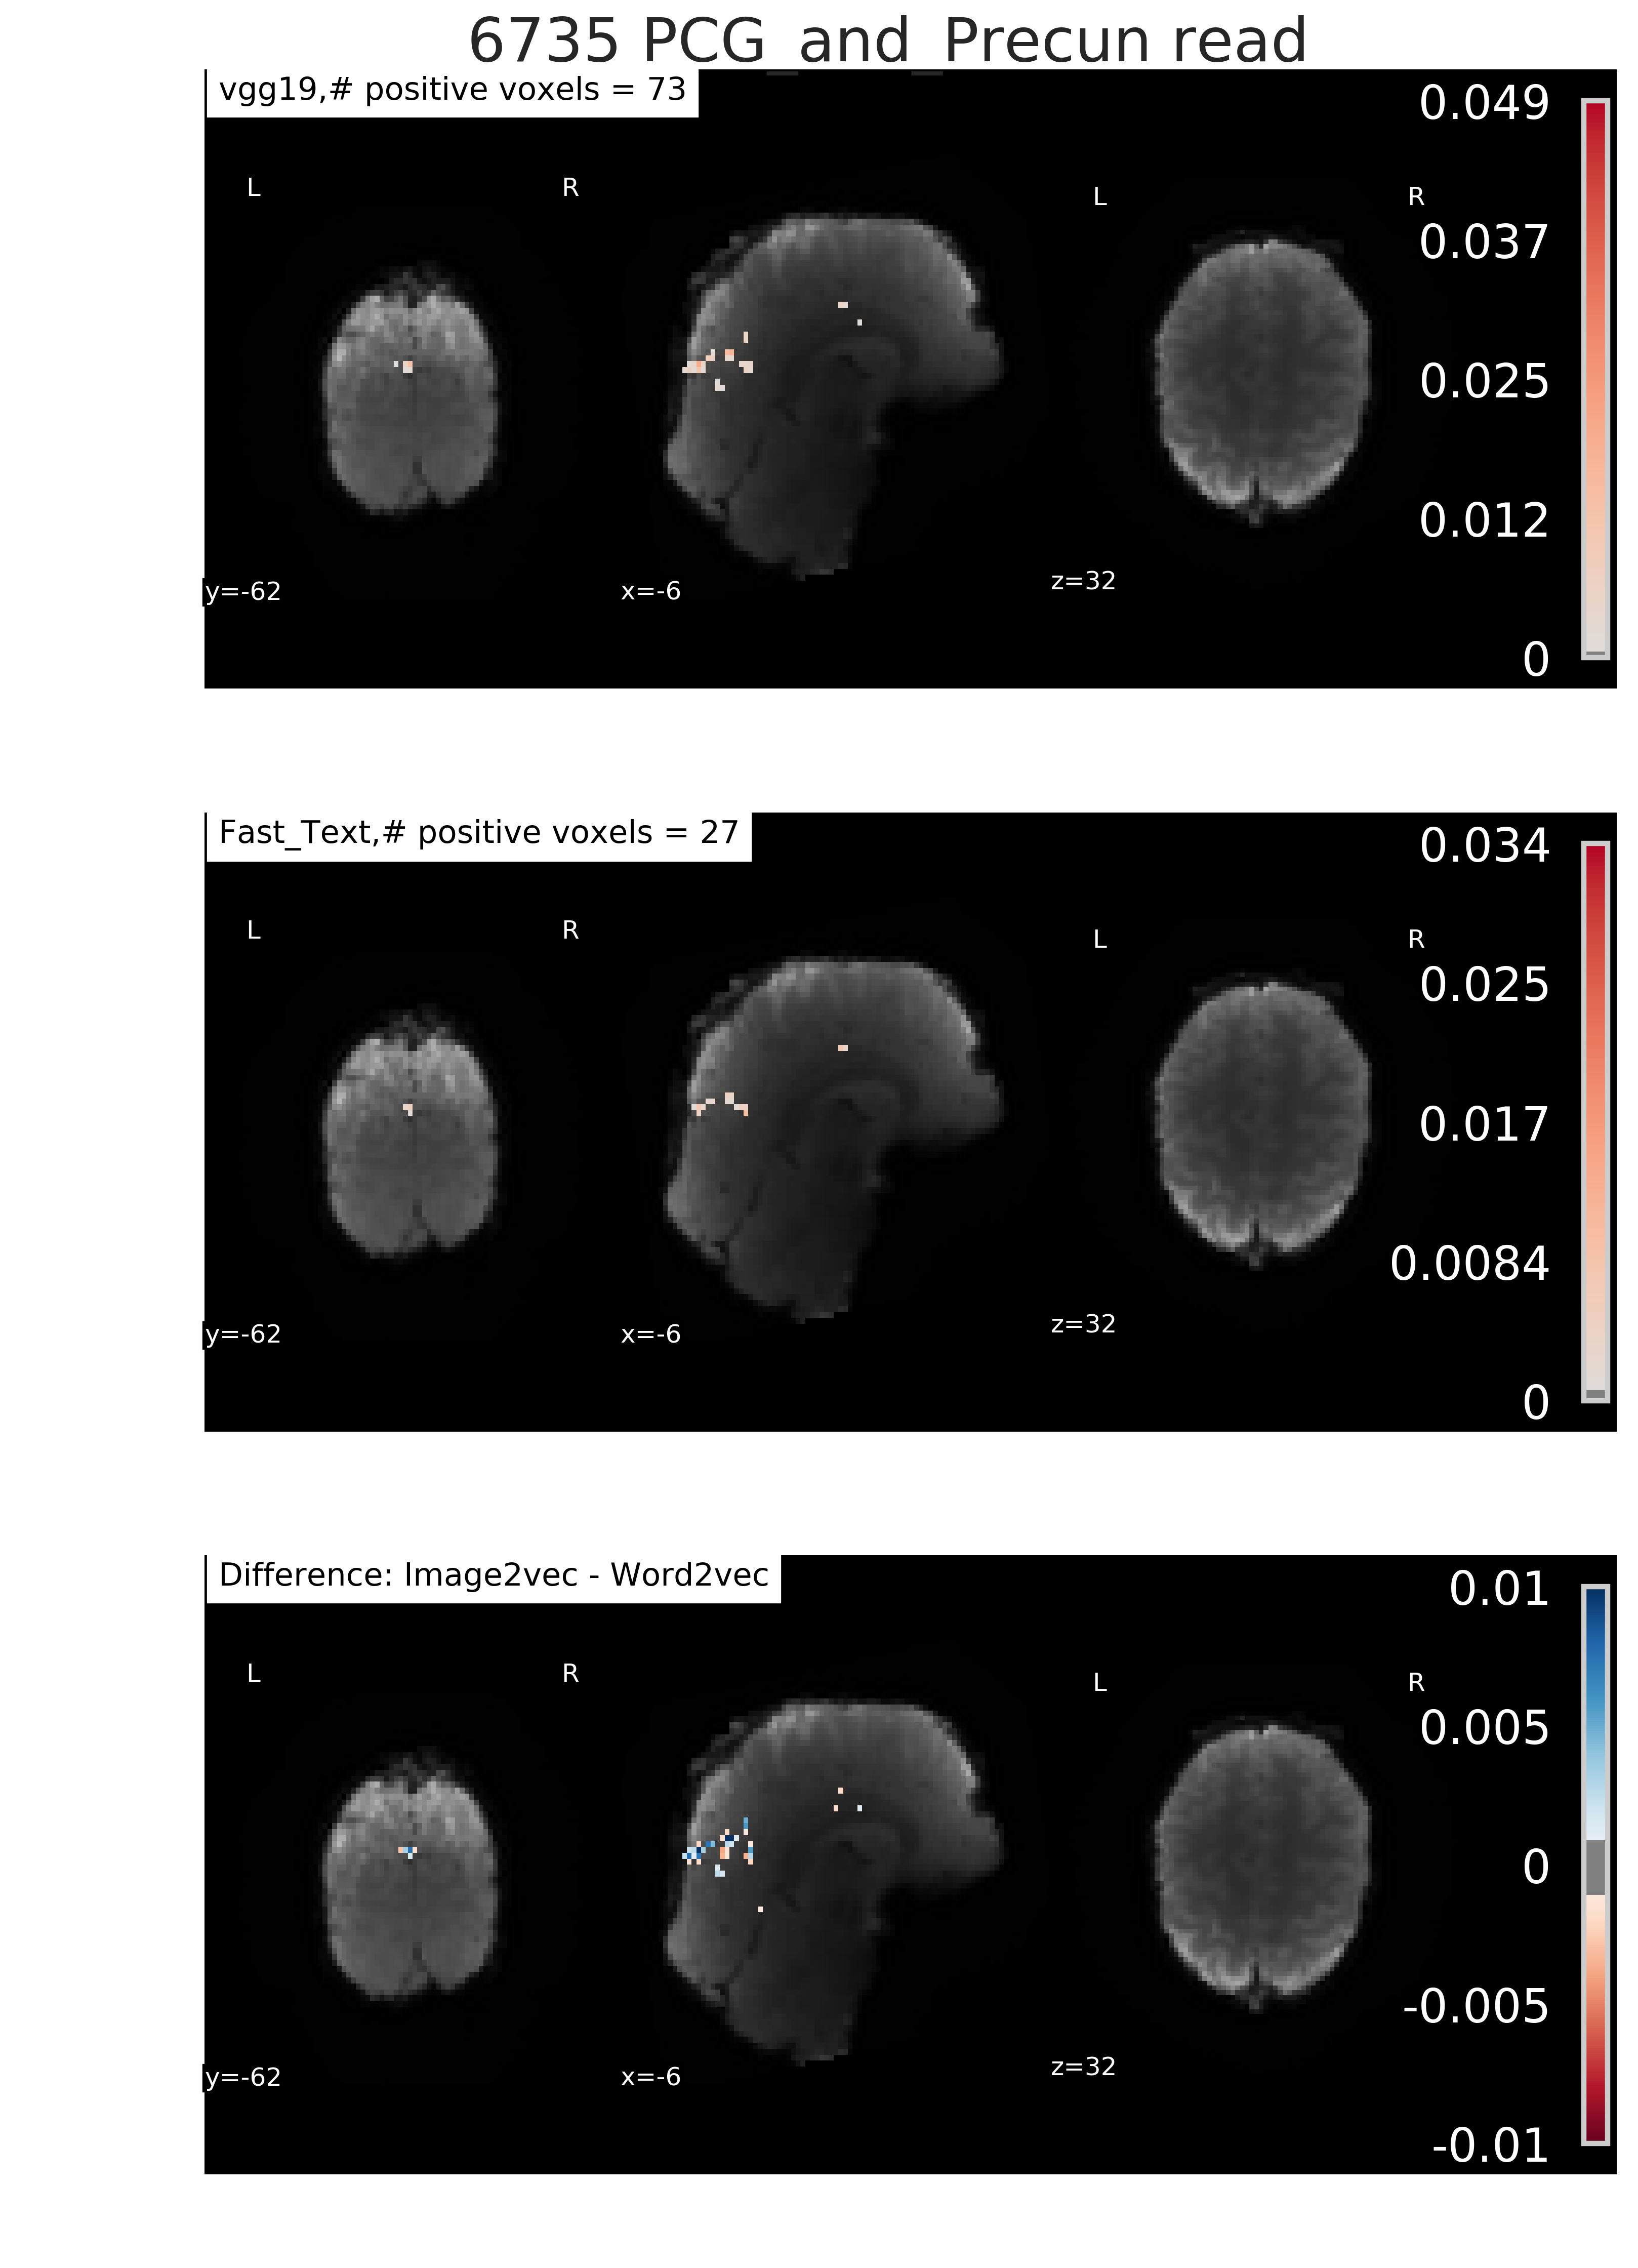 6735 PCG_and_Precun read
vgg19,# positive voxels = 73
0.049
L R L R
0.037
0.025
0.012
y=-62 x=-6 z=32
0
Fast_Text,# positive voxels = 27
0.034
L R L R
0.025
0.017
0.0084
y=-62 x=-6 z=32
0
Difference: Image2vec - Word2vec
0.01
L R L R
0.005
0
-0.005
y=-62 x=-6 z=32
-0.01